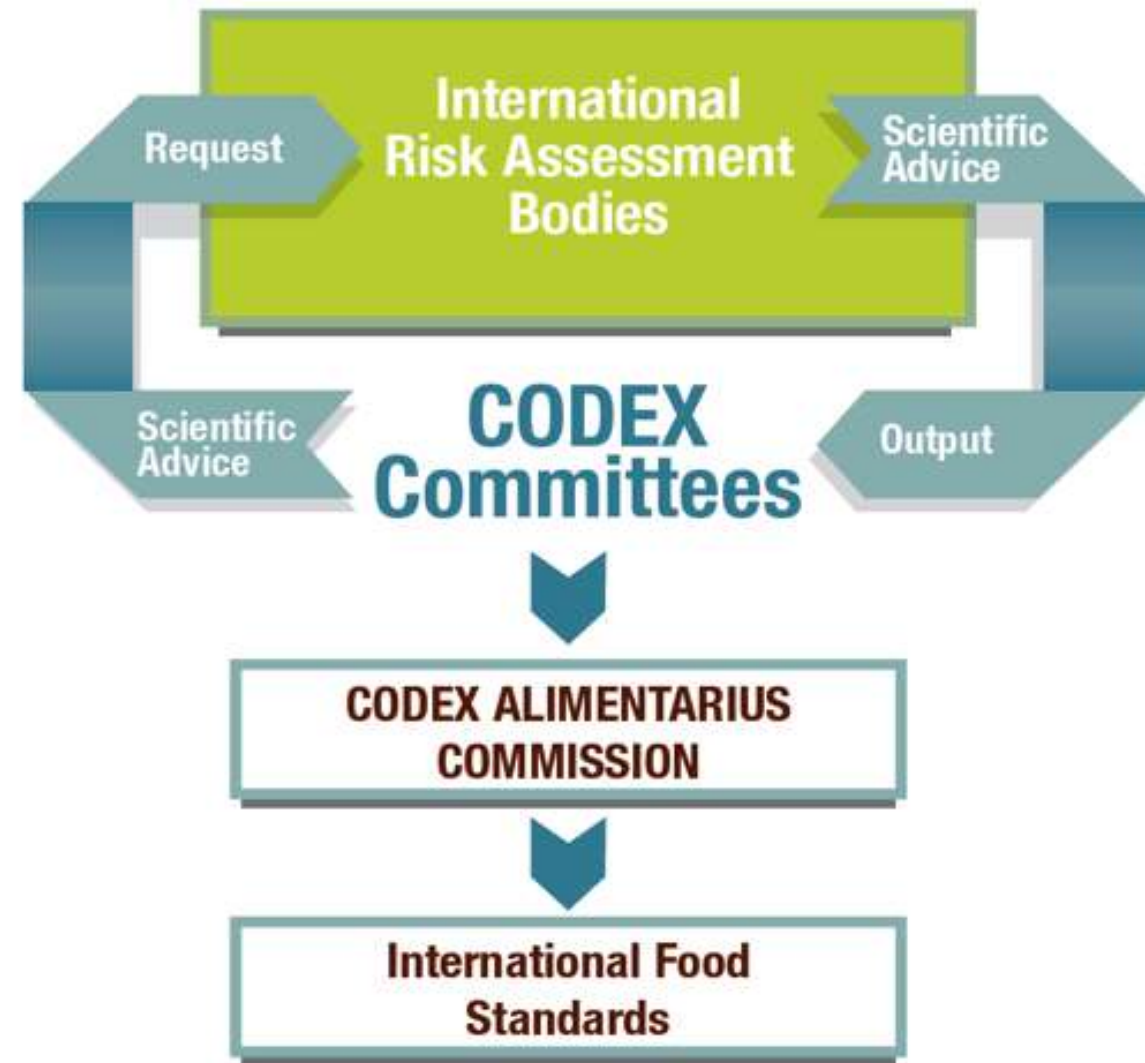 International
Risk Assessment
Bodies
Request
Scientific
Advice
Scientific
Advice
CODEX
Committees
Output
CODEX ALIMENTARIUS
COMMISSION
International Food
Standards